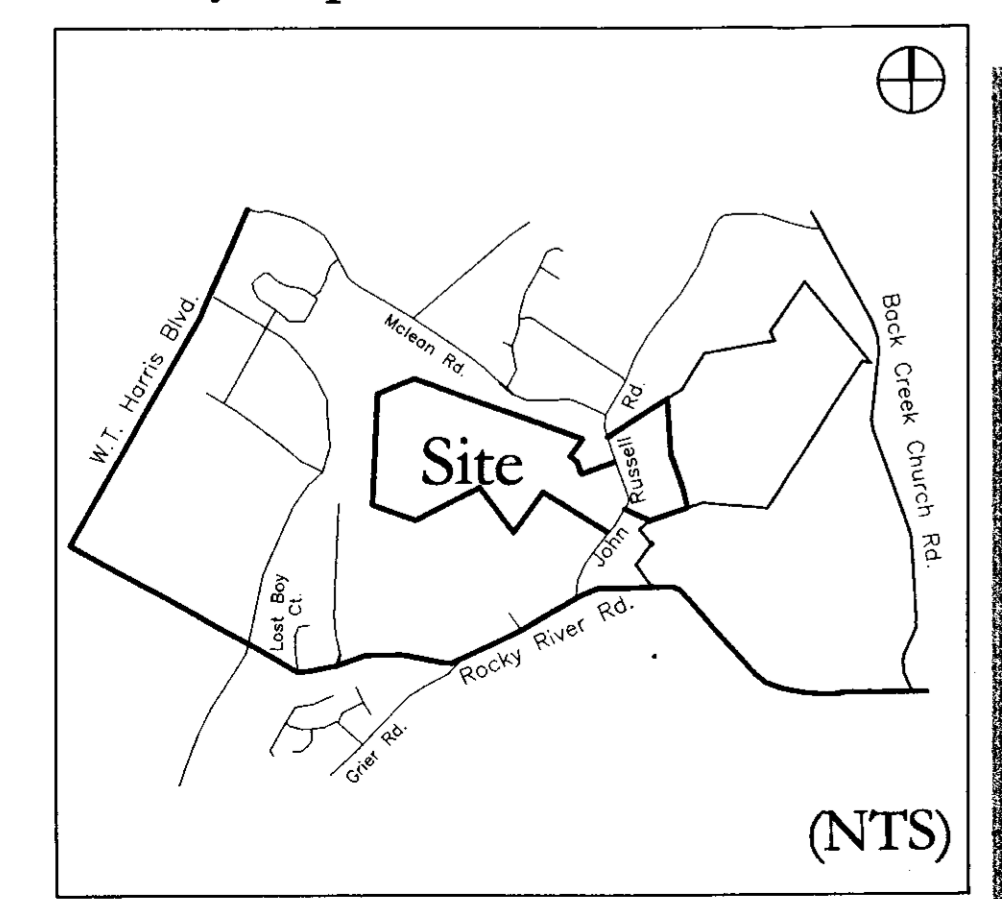 W.T. Harris Blvd.
Mclean Rd.
Back Creek Church Rd.
Site
John Russell Rd.
Lost Boy
Ct.
Rocky River Rd.
Grier Rd.
(NTS)